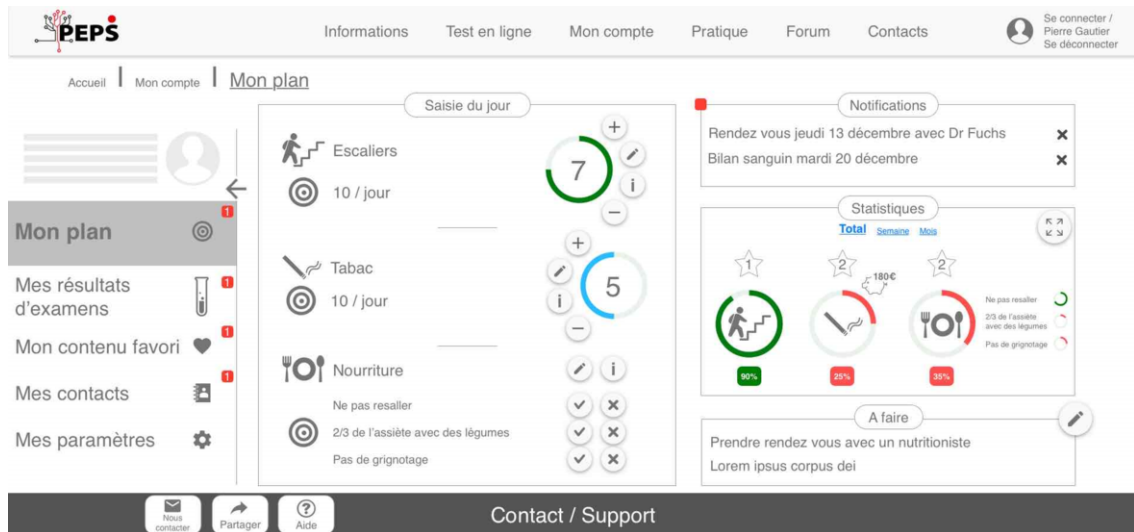 PEPS
Informations Test en ligne Mon compte Pratique Forum Contacts
Se connecter /
Pierre Gautier
Se déconnecter
Accueil | Mon compte | Mon plan
Mon plan
1
Mes résultats
d'examens
1
Mon contenu favori
1
Mes contacts
1
Mes paramètres
Saisie du jour
Escaliers
10 / jour
7
Tabac
10 / jour
5
Nourriture
Ne pas resaller
2/3 de l'assiète avec des lègumes
Pas de grignotage
Notifications
Rendez vous jeudi 13 décembre avec Dr Fuchs
Bilan sanguin mardi 20 décembre
Statistiques
Total Semaine Mois
1 2 2
180€
Ne pas resaller
2/3 de l'assiète
avec des légumes
Pas de grignotage
90% 25% 35%
A faire
Prendre rendez vous avec un nutritioniste
Lorem ipsus corpus dei
Nous
contacter
Partager
Aide
Contact / Support